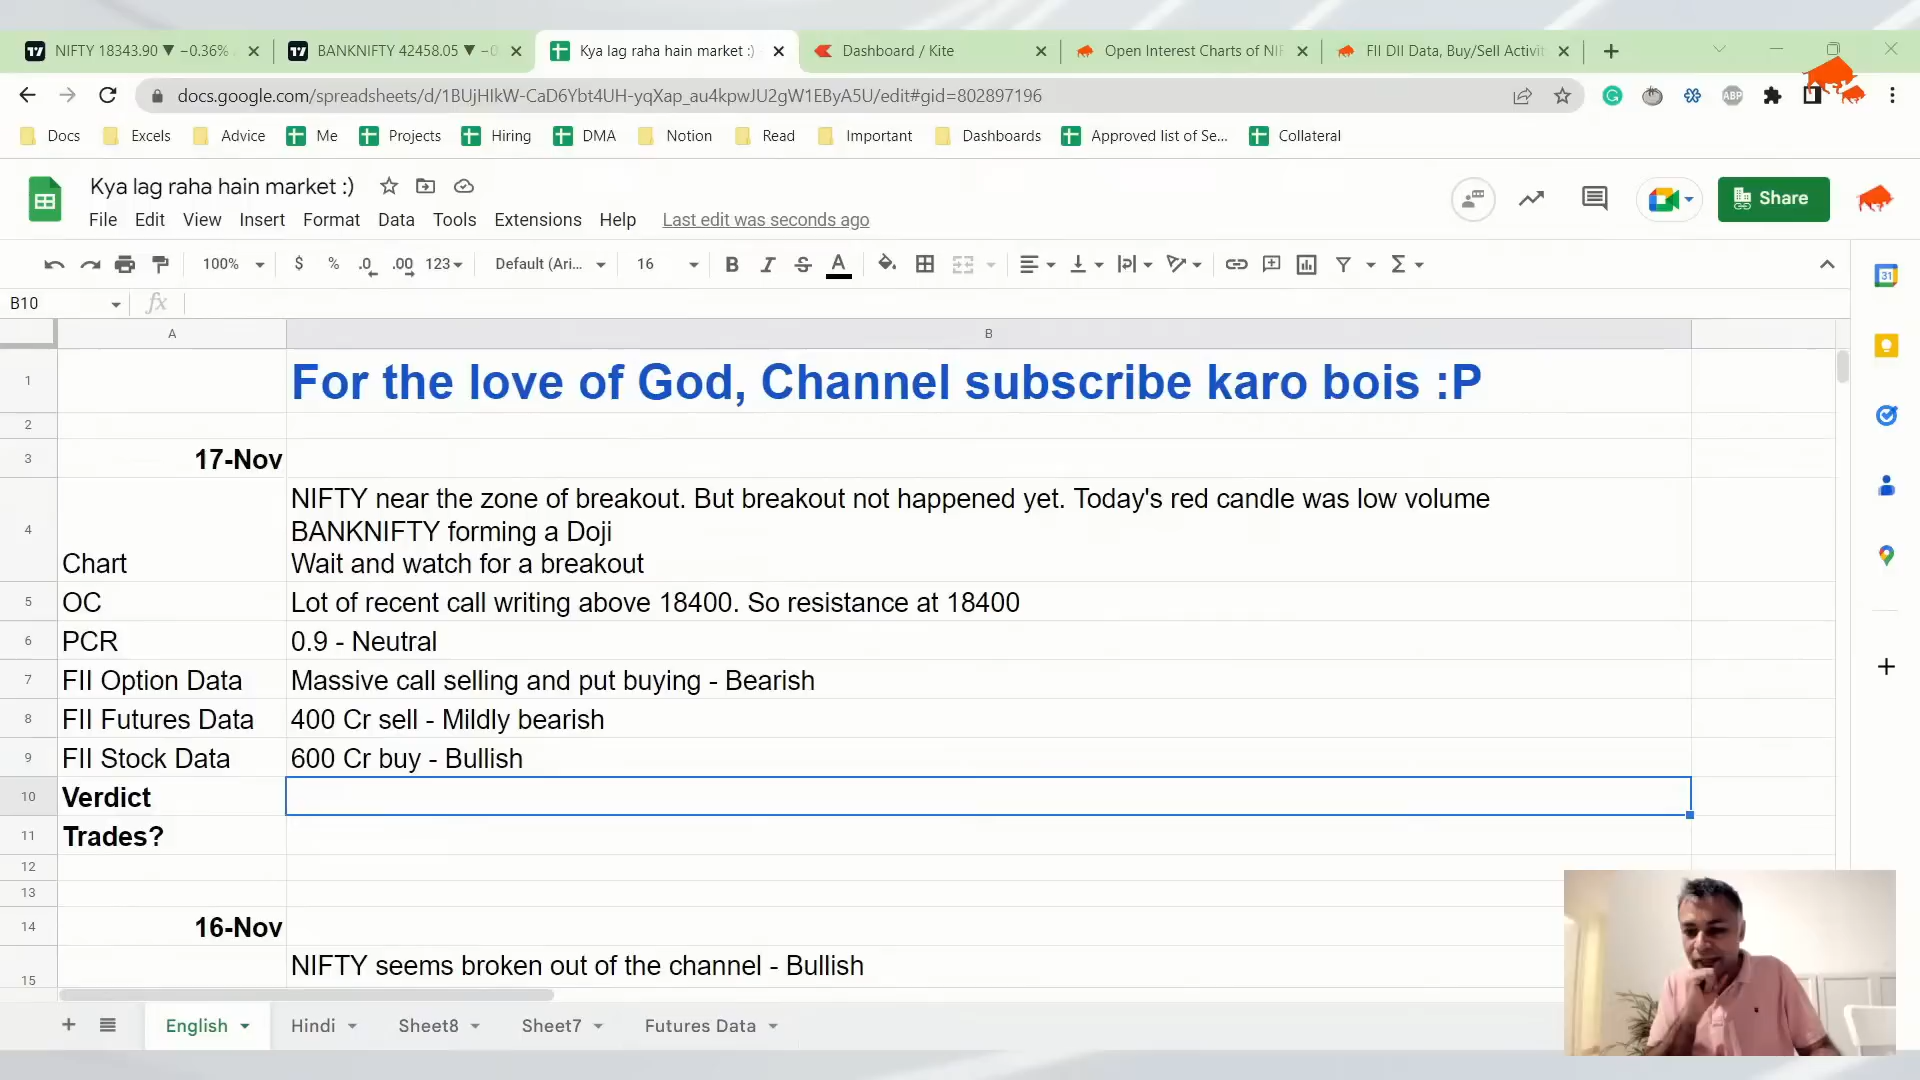 NIFTY 18343.90 ▼ −0.36%
BANKNIFTY 42458.05 ▼ −0
Kya lag raha hain market :)
Dashboard / Kite
Open Interest Charts of NIF
FII DII Data, Buy/Sell Activit
docs.google.com/spreadsheets/d/1BUjHIkW-CaD6Ybt4UH-yqXap_au4kpwJU2gW1EByA5U/edit#gid=802897196
ABP
Docs
Excels
Advice
Me
Projects
Hiring
DMA
Notion
Read
Important
Dashboards
Approved list of Se...
Collateral
Kya lag raha hain market :)
File Edit View Insert Format Data Tools Extensions Help Last edit was seconds ago
Share
100% $ % .0 .00 123 Default (Ari... 16 B I S A
31
B10 fx
A B
1 For the love of God, Channel subscribe karo bois :P
2
3 17-Nov
NIFTY near the zone of breakout. But breakout not happened yet. Today's red candle was low volume
4 BANKNIFTY forming a Doji
Chart Wait and watch for a breakout
5 OC Lot of recent call writing above 18400. So resistance at 18400
6 PCR 0.9 - Neutral
7 FII Option Data Massive call selling and put buying - Bearish
8 FII Futures Data 400 Cr sell - Mildly bearish
9 FII Stock Data 600 Cr buy - Bullish
10 Verdict
11 Trades?
12
13
14 16-Nov
15 NIFTY seems broken out of the channel - Bullish
English Hindi Sheet8 Sheet7 Futures Data